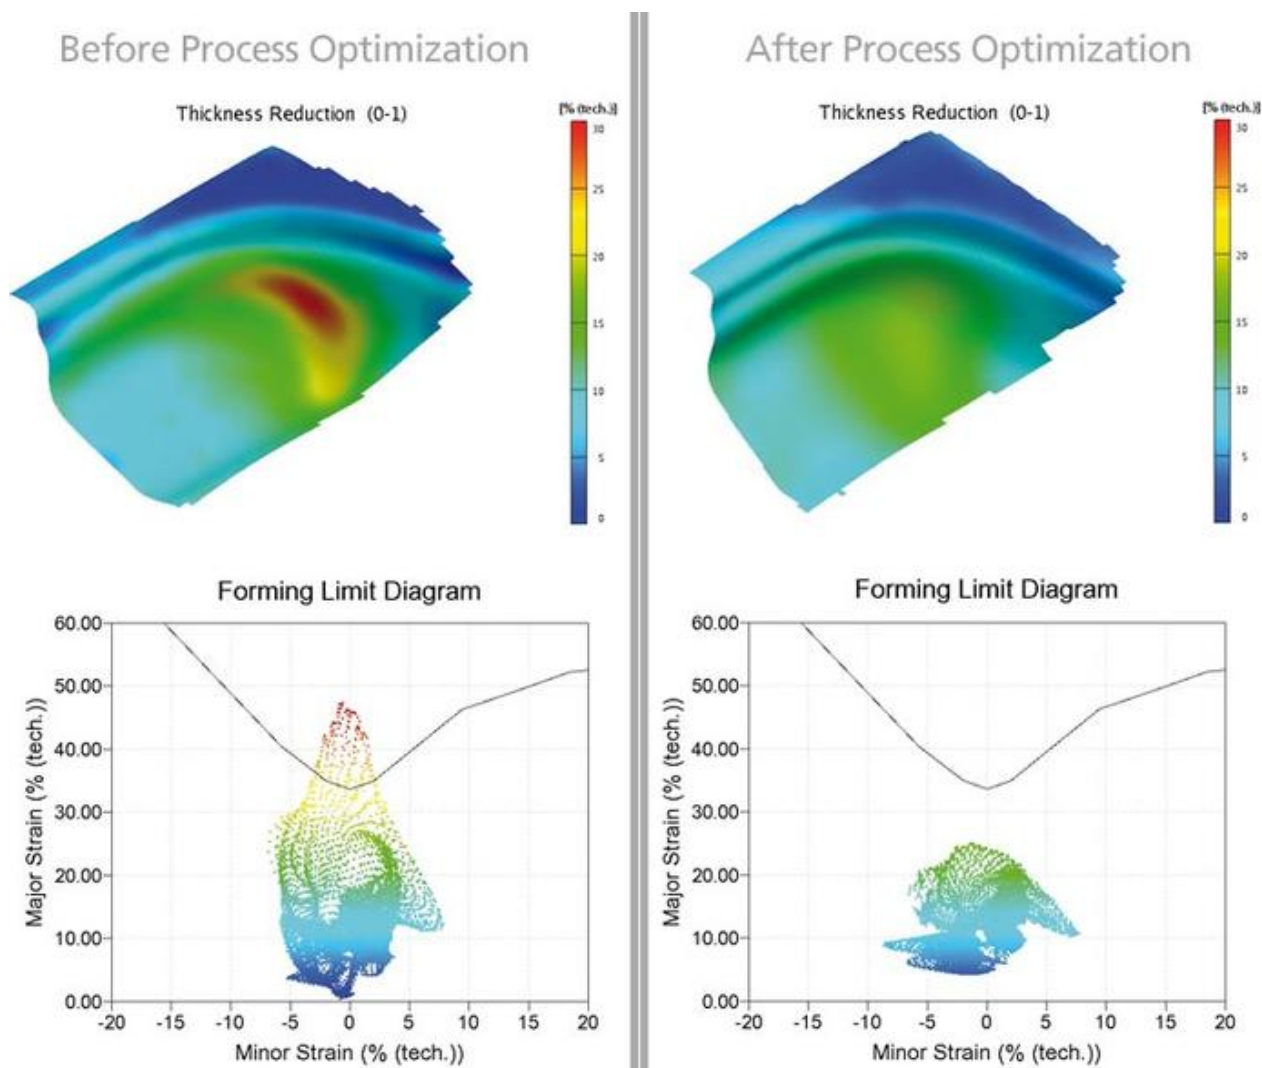 Before Process Optimization
Thickness Reduction (0-1)
[% (tech.)]
30
25
20
15
10
5
0
Forming Limit Diagram
60.00
50.00
40.00
30.00
20.00
10.00
0.00
Major Strain (% (tech.))
-20 -15 -10 -5 0 5 10 15 20
Minor Strain (% (tech.))
After Process Optimization
Thickness Reduction (0-1)
[% (tech.)]
30
25
20
15
10
5
0
Forming Limit Diagram
60.00
50.00
40.00
30.00
20.00
10.00
0.00
Major Strain (% (tech.))
-20 -15 -10 -5 0 5 10 15 20
Minor Strain (% (tech.))